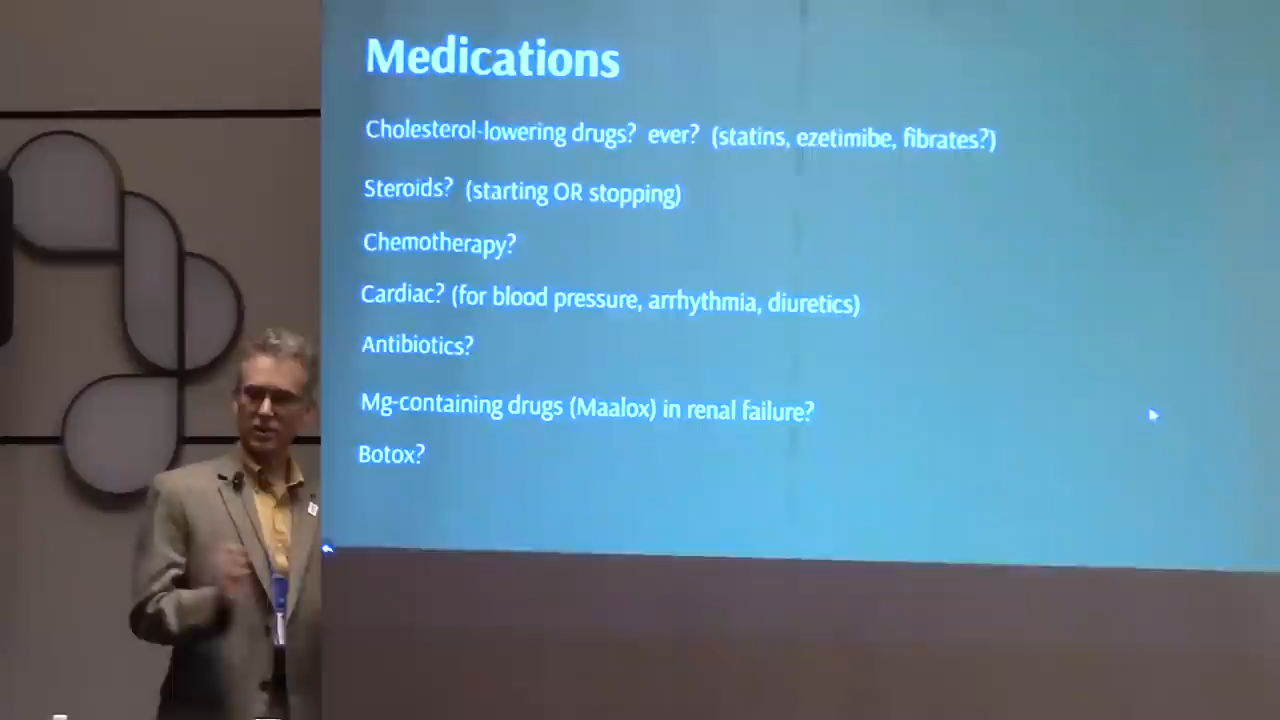 Medications
Cholesterol-lowering drugs? ever? (statins, ezetimibe, fibrates?)
Steroids? (starting OR stopping)
Chemotherapy?
Cardiac? (for blood pressure, arrhythmia, diuretics)
Antibiotics?
Mg-containing drugs (Maalox) in renal failure?
Botox?